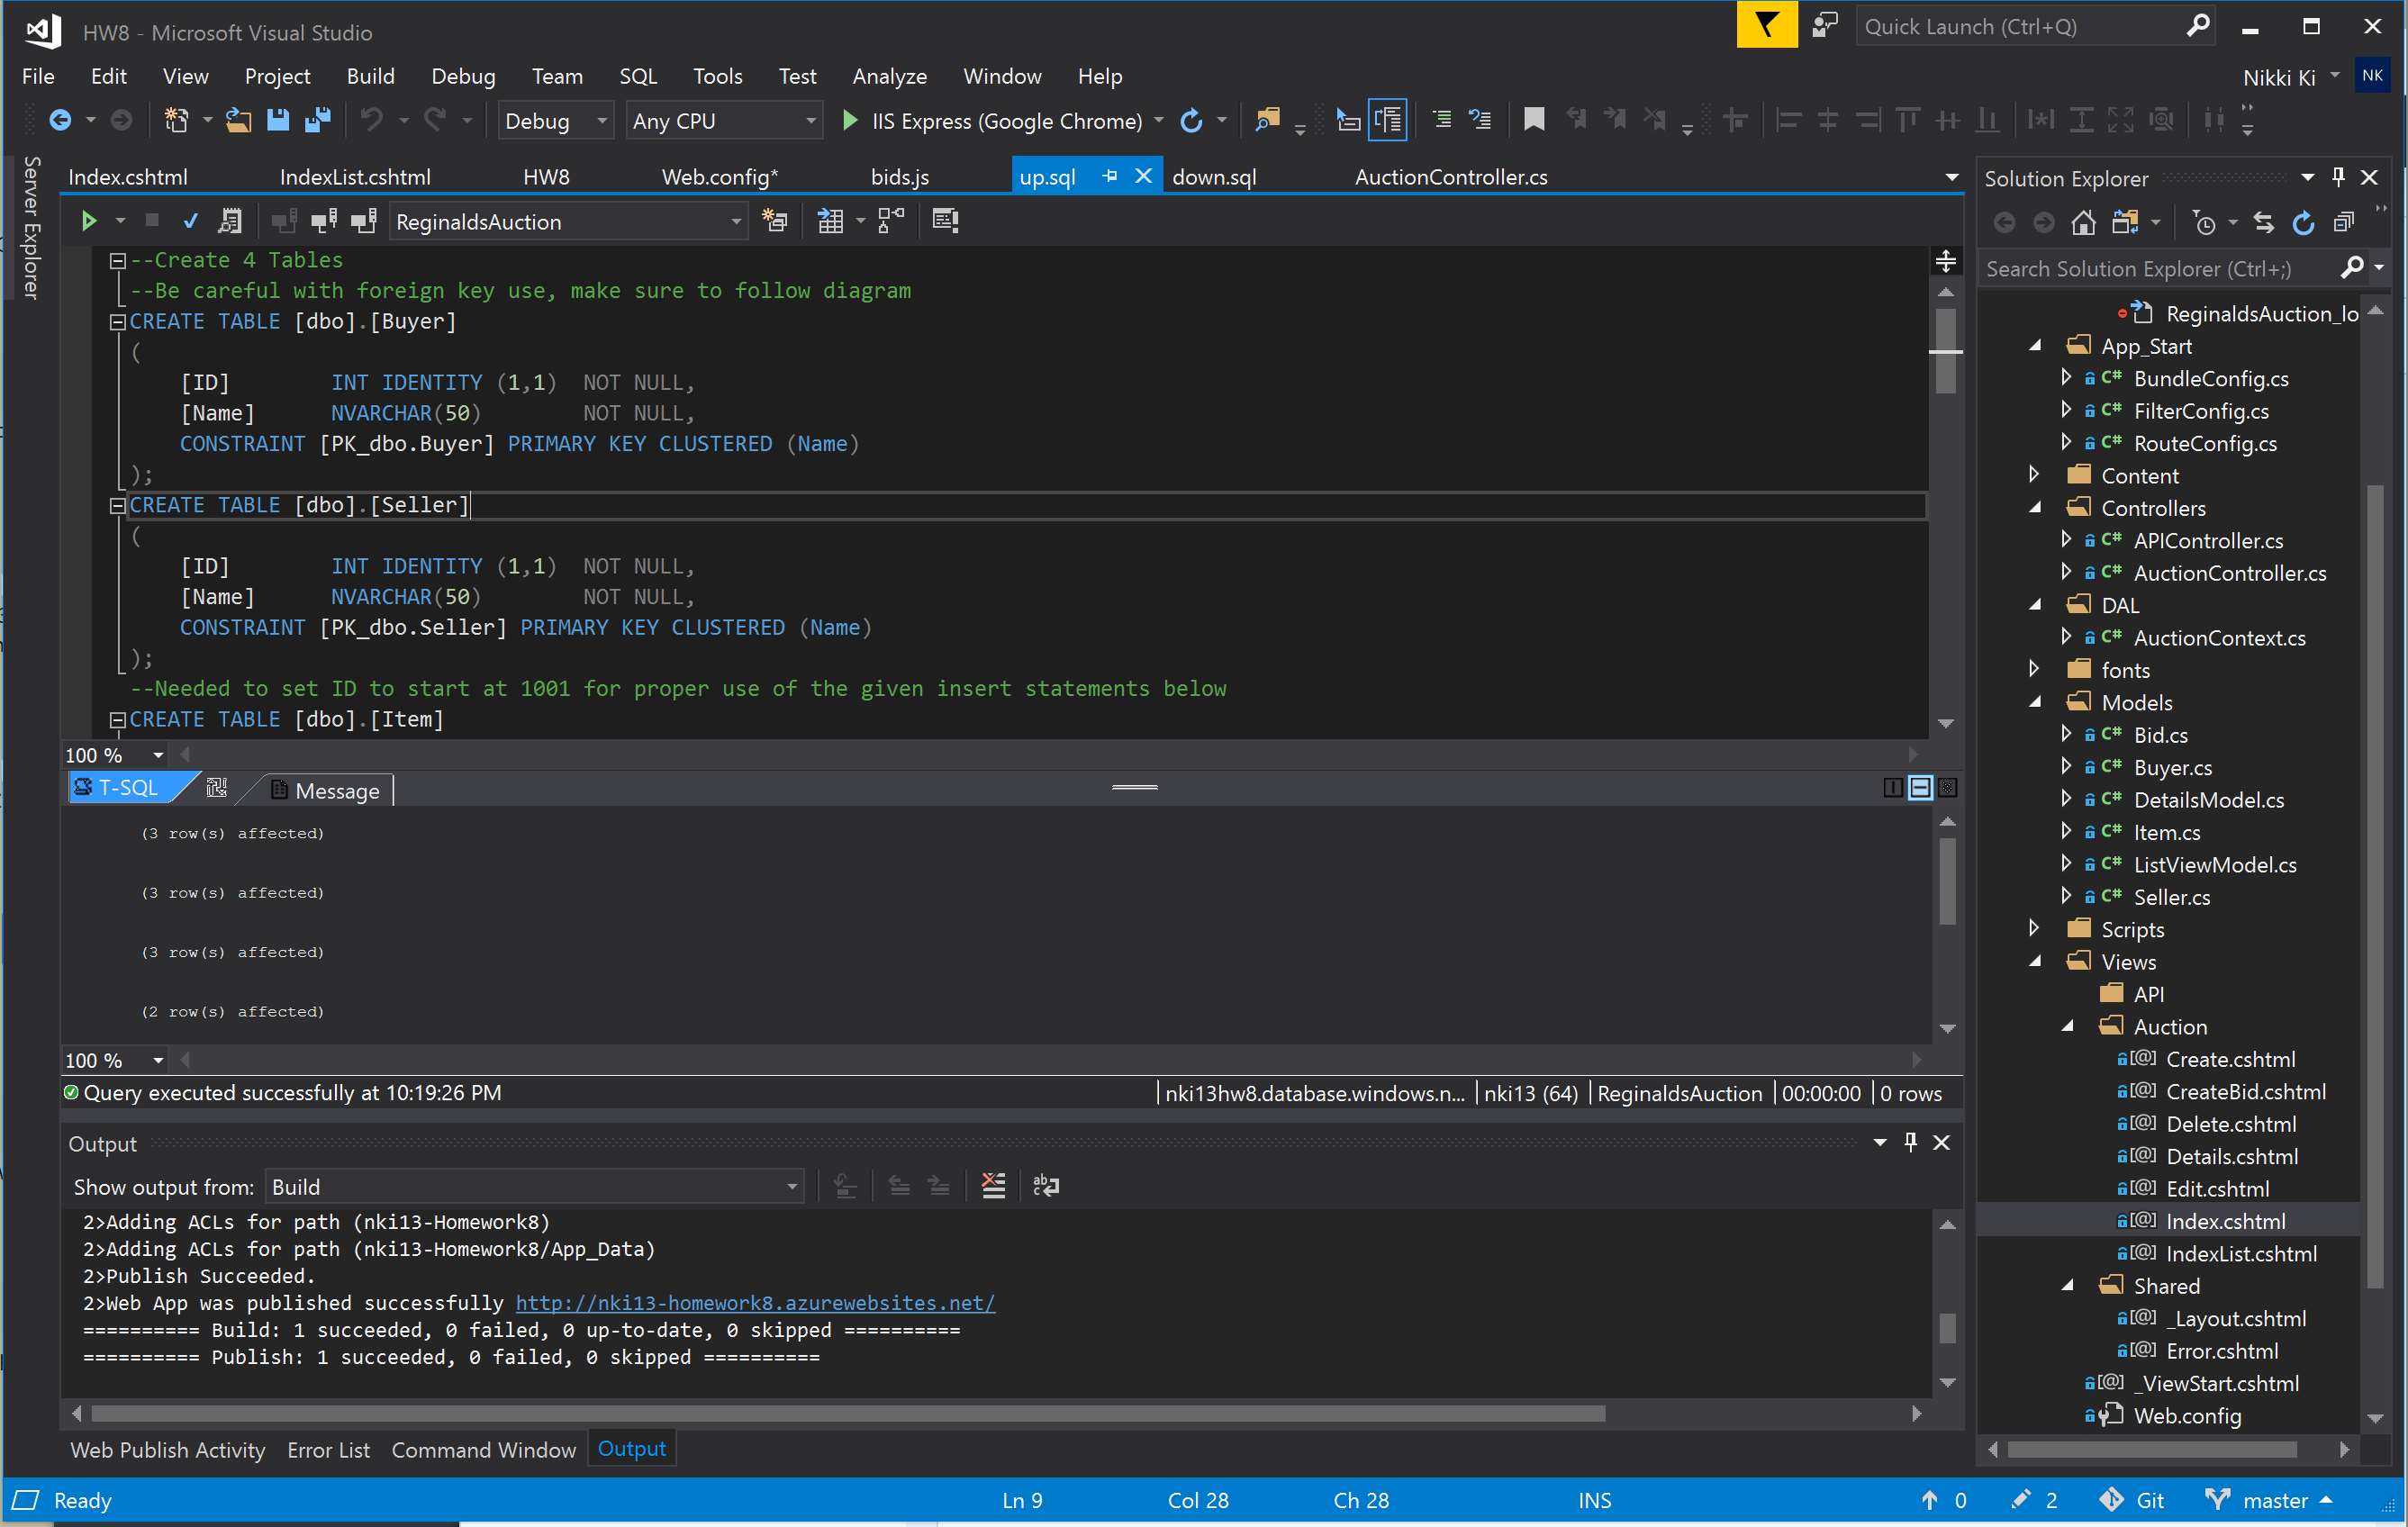 HW8 - Microsoft Visual Studio
Quick Launch (Ctrl+Q)
File Edit View Project Build Debug Team SQL Tools Test Analyze Window Help
Nikki Ki NK
Debug Any CPU IIS Express (Google Chrome)
Server Explorer
Index.cshtml IndexList.cshtml HW8 Web.config* bids.js up.sql down.sql AuctionController.cs
ReginaldsAuction
--Create 4 Tables
--Be careful with foreign key use, make sure to follow diagram
CREATE TABLE [dbo].[Buyer]
(
[ID] INT IDENTITY (1,1) NOT NULL,
[Name] NVARCHAR(50) NOT NULL,
CONSTRAINT [PK_dbo.Buyer] PRIMARY KEY CLUSTERED (Name)
);
CREATE TABLE [dbo].[Seller]
(
[ID] INT IDENTITY (1,1) NOT NULL,
[Name] NVARCHAR(50) NOT NULL,
CONSTRAINT [PK_dbo.Seller] PRIMARY KEY CLUSTERED (Name)
);
--Needed to set ID to start at 1001 for proper use of the given insert statements below
CREATE TABLE [dbo].[Item]
100 %
T-SQL Message
(3 row(s) affected)
(3 row(s) affected)
(3 row(s) affected)
(2 row(s) affected)
100 %
Query executed successfully at 10:19:26 PM nki13hw8.database.windows.n... nki13 (64) ReginaldsAuction 00:00:00 0 rows
Output
Show output from: Build
2>Adding ACLs for path (nki13-Homework8)
2>Adding ACLs for path (nki13-Homework8/App_Data)
2>Publish Succeeded.
2>Web App was published successfully http://nki13-homework8.azurewebsites.net/
========== Build: 1 succeeded, 0 failed, 0 up-to-date, 0 skipped ==========
========== Publish: 1 succeeded, 0 failed, 0 skipped ==========
Web Publish Activity Error List Command Window Output
Solution Explorer
Search Solution Explorer (Ctrl+;)
ReginaldsAuction_lo
App_Start
C# BundleConfig.cs
C# FilterConfig.cs
C# RouteConfig.cs
Content
Controllers
C# APIController.cs
C# AuctionController.cs
DAL
C# AuctionContext.cs
fonts
Models
C# Bid.cs
C# Buyer.cs
C# DetailsModel.cs
C# Item.cs
C# ListViewModel.cs
C# Seller.cs
Scripts
Views
API
Auction
[@] Create.cshtml
[@] CreateBid.cshtml
[@] Delete.cshtml
[@] Details.cshtml
[@] Edit.cshtml
[@] Index.cshtml
[@] IndexList.cshtml
Shared
[@] _Layout.cshtml
[@] Error.cshtml
[@] _ViewStart.cshtml
Web.config
Ready Ln 9 Col 28 Ch 28 INS 0 2 Git master